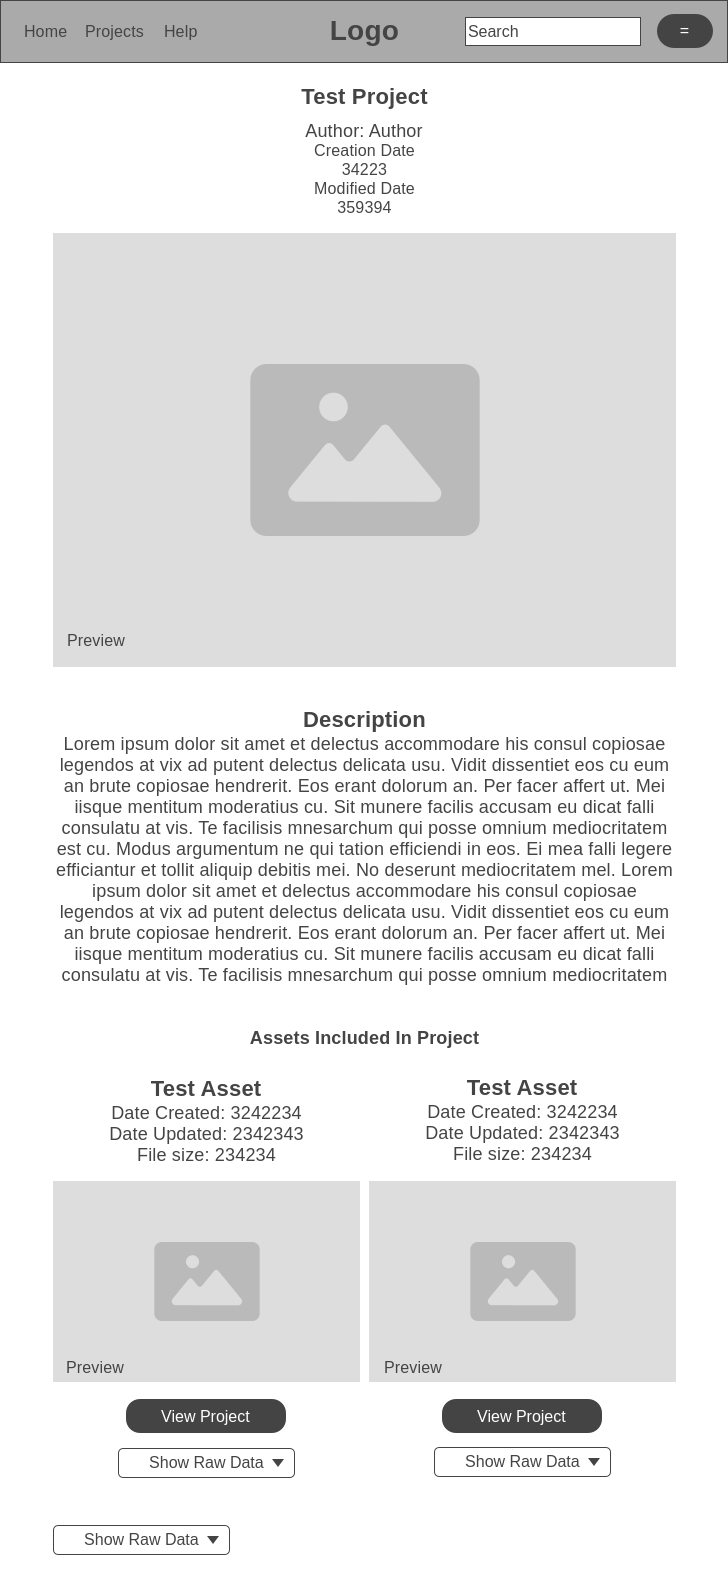 Home Projects Help Logo Search =
Test Project
Author: Author
Creation Date
34223
Modified Date
359394
Preview
Description
Lorem ipsum dolor sit amet et delectus accommodare his consul copiosae
legendos at vix ad putent delectus delicata usu. Vidit dissentiet eos cu eum
an brute copiosae hendrerit. Eos erant dolorum an. Per facer affert ut. Mei
iisque mentitum moderatius cu. Sit munere facilis accusam eu dicat falli
consulatu at vis. Te facilisis mnesarchum qui posse omnium mediocritatem
est cu. Modus argumentum ne qui tation efficiendi in eos. Ei mea falli legere
efficiantur et tollit aliquip debitis mei. No deserunt mediocritatem mel. Lorem
ipsum dolor sit amet et delectus accommodare his consul copiosae
legendos at vix ad putent delectus delicata usu. Vidit dissentiet eos cu eum
an brute copiosae hendrerit. Eos erant dolorum an. Per facer affert ut. Mei
iisque mentitum moderatius cu. Sit munere facilis accusam eu dicat falli
consulatu at vis. Te facilisis mnesarchum qui posse omnium mediocritatem
Assets Included In Project
Test Asset
Date Created: 3242234
Date Updated: 2342343
File size: 234234
Preview
View Project
Show Raw Data
Test Asset
Date Created: 3242234
Date Updated: 2342343
File size: 234234
Preview
View Project
Show Raw Data
Show Raw Data